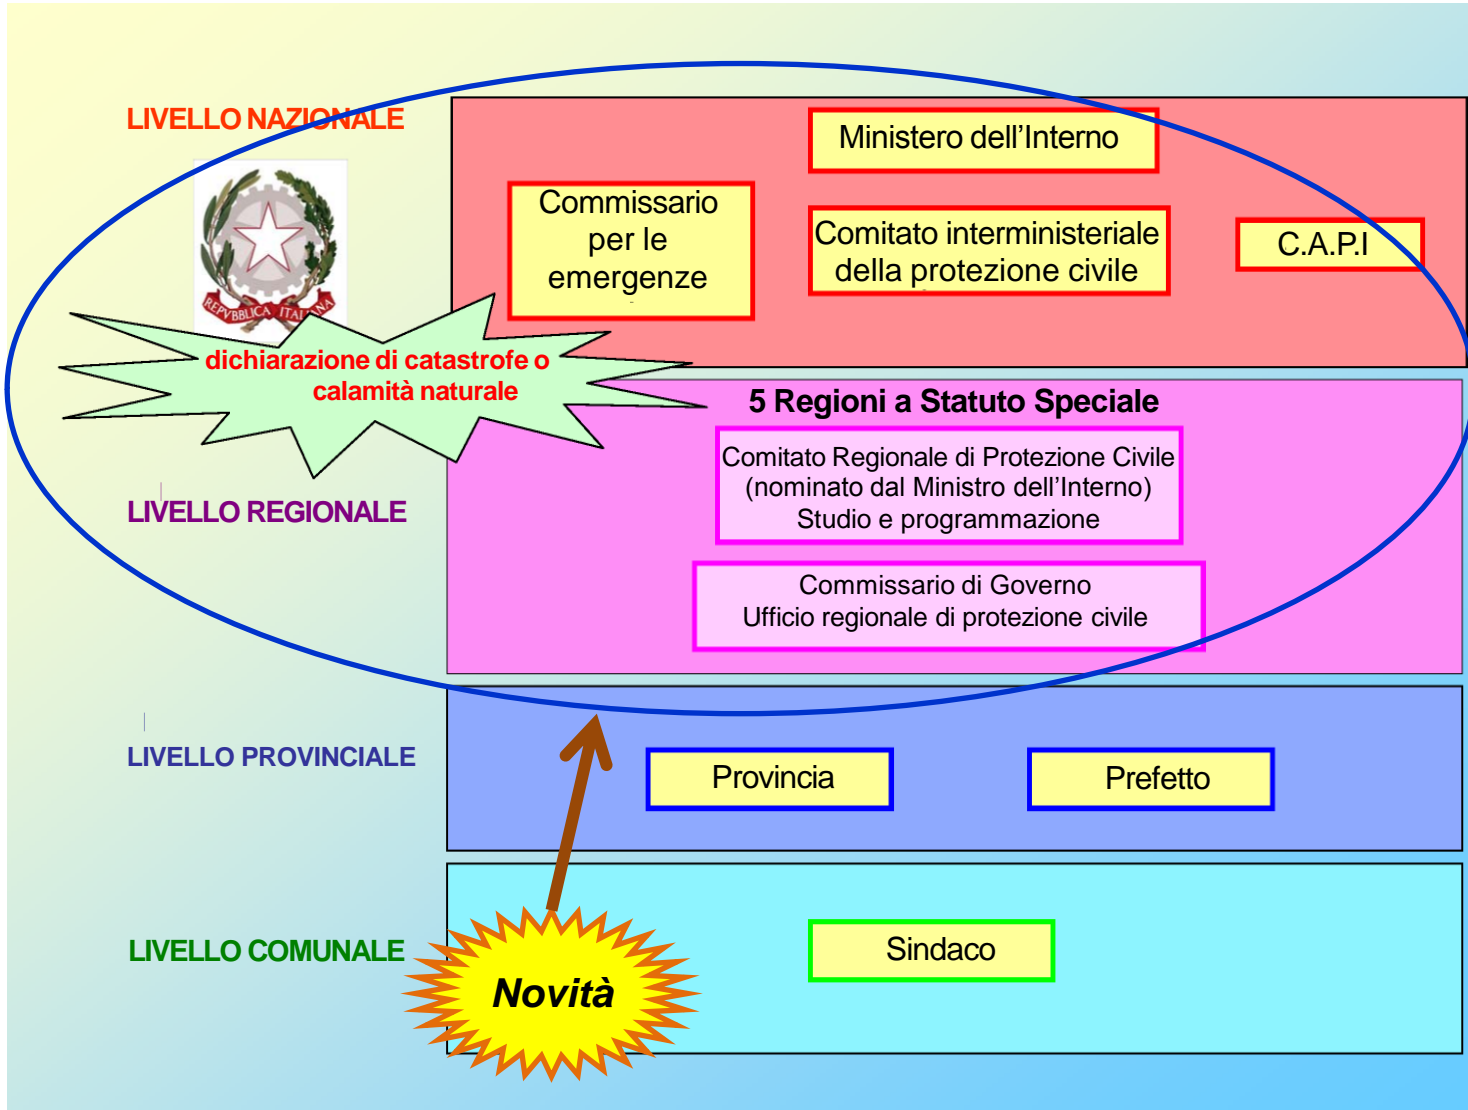 LIVELLO NAZIONALE
Ministero dell’Interno
Commissario
per le
emergenze
Comitato interministeriale
della protezione civile
C.A.P.I
REPVBBLICA ITALIANA
dichiarazione di catastrofe o
calamità naturale
5 Regioni a Statuto Speciale
Comitato Regionale di Protezione Civile
(nominato dal Ministro dell’Interno)
Studio e programmazione
LIVELLO REGIONALE
Commissario di Governo
Ufficio regionale di protezione civile
LIVELLO PROVINCIALE
Provincia
Prefetto
LIVELLO COMUNALE
Sindaco
Novità